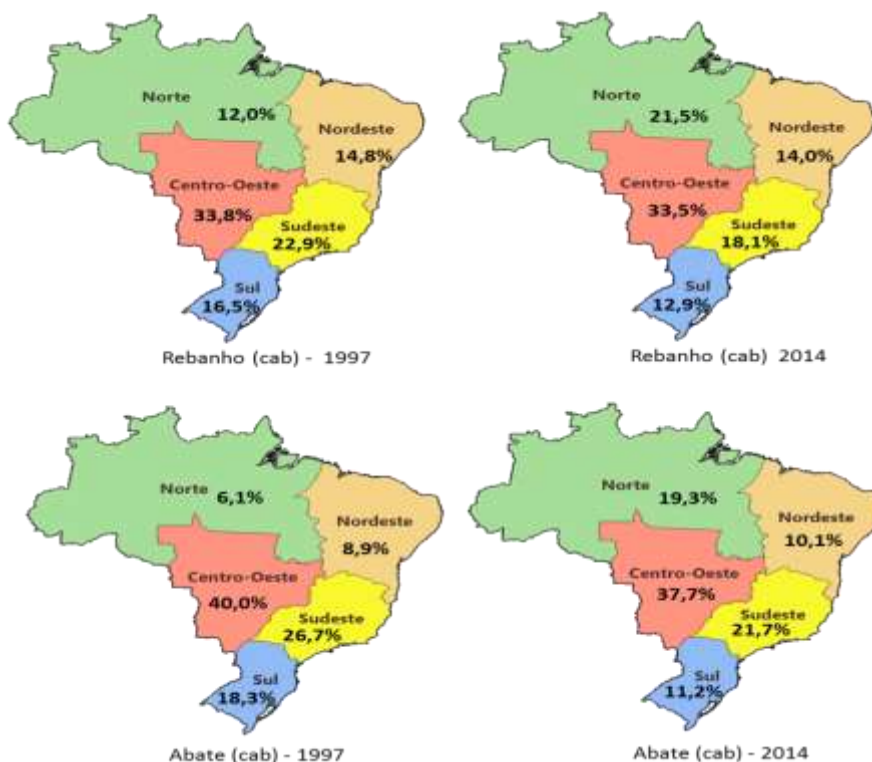 Norte
12,0%
Nordeste
14,8%
Centro-Oeste
33,8%
Sudeste
22,9%
Sul
16,5%
Rebanho (cab) - 1997
Norte
21,5%
Nordeste
14,0%
Centro-Oeste
33,5%
Sudeste
18,1%
Sul
12,9%
Rebanho (cab) 2014
Norte
6,1%
Nordeste
8,9%
Centro-Oeste
40,0%
Sudeste
26,7%
Sul
18,3%
Abate (cab) - 1997
Norte
19,3%
Nordeste
10,1%
Centro-Oeste
37,7%
Sudeste
21,7%
Sul
11,2%
Abate (cab) - 2014